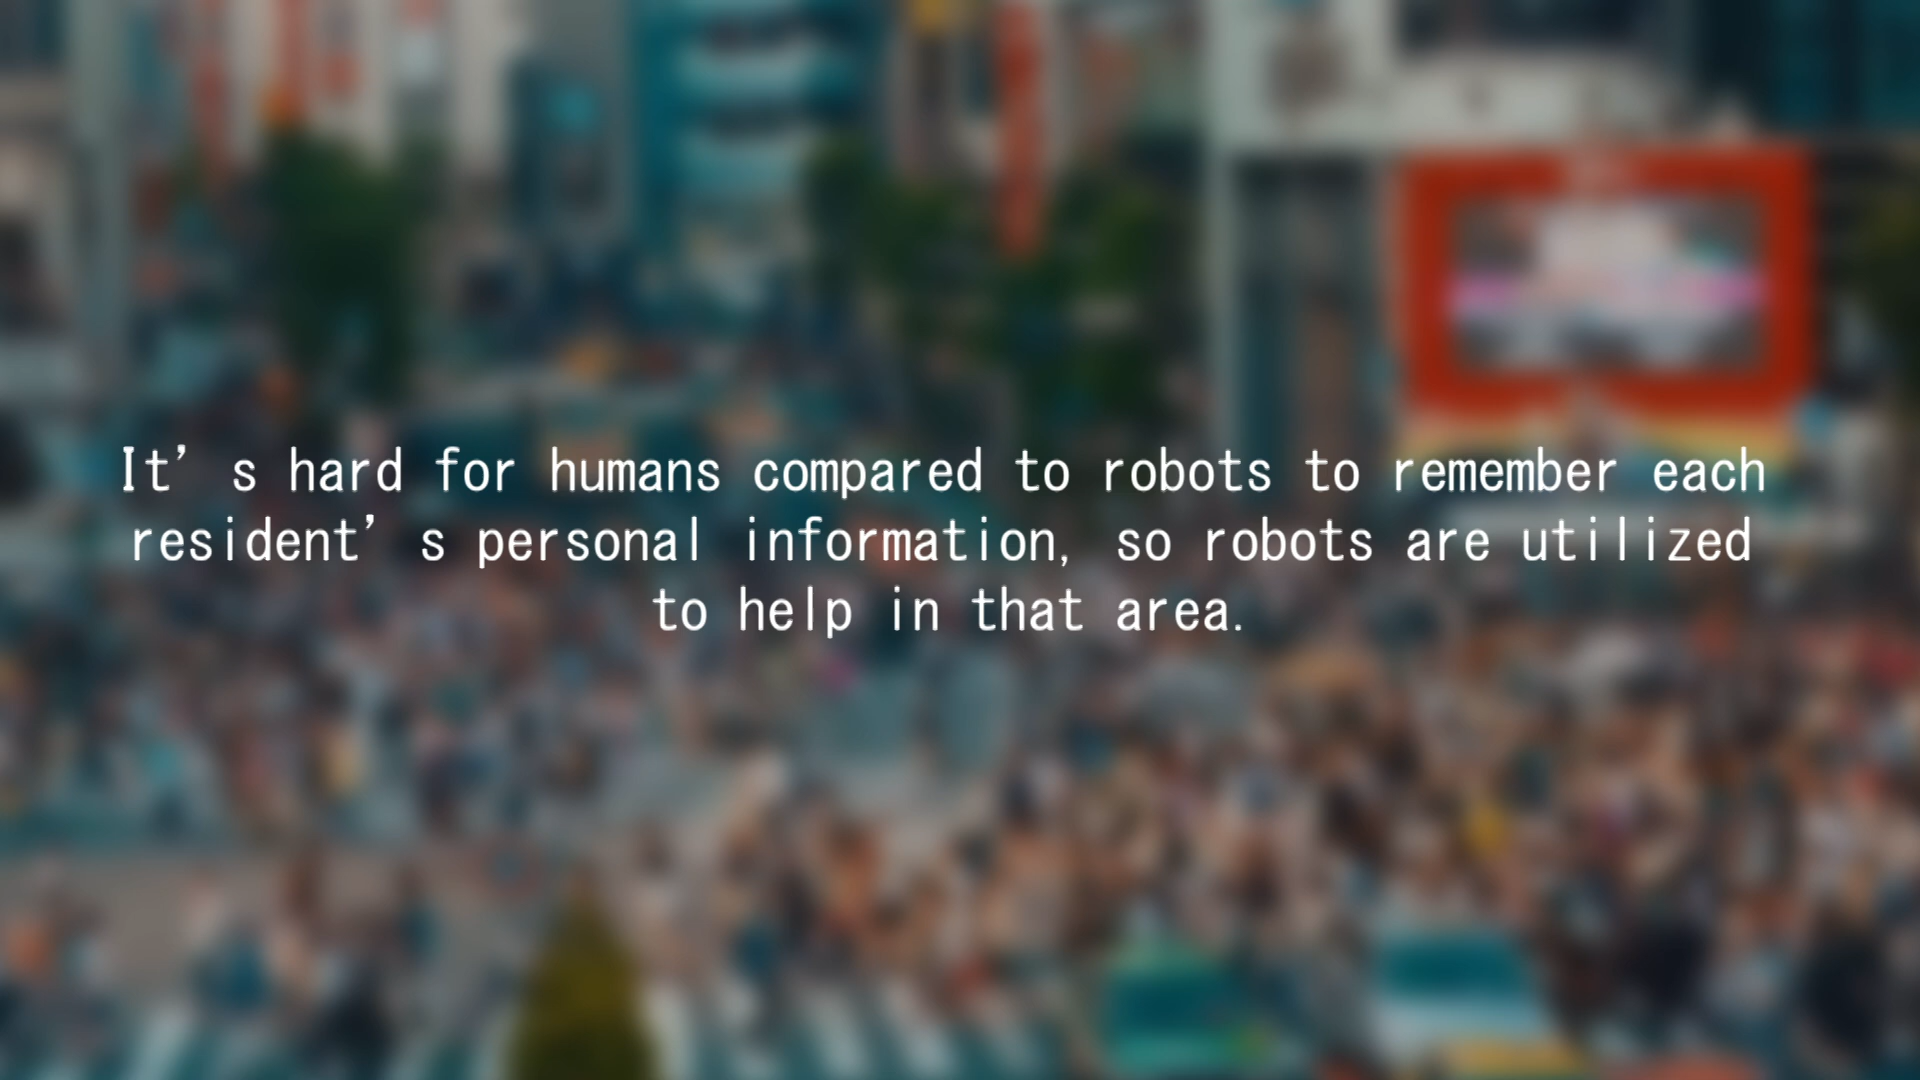 It’s hard for humans compared to robots to remember each
resident’s personal information, so robots are utilized
to help in that area.